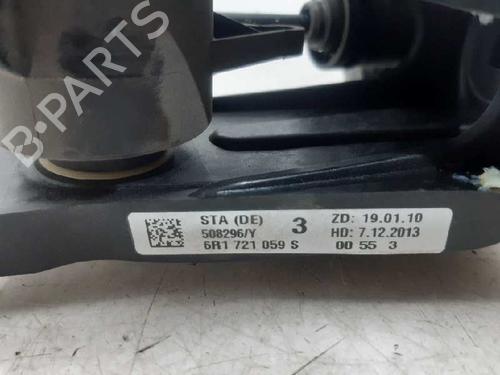 B-PARTS
STA (DE) 3 ZD: 19.01.10
508296/Y HD: 7.12.2013
6R1 721 059 S 00 55 3